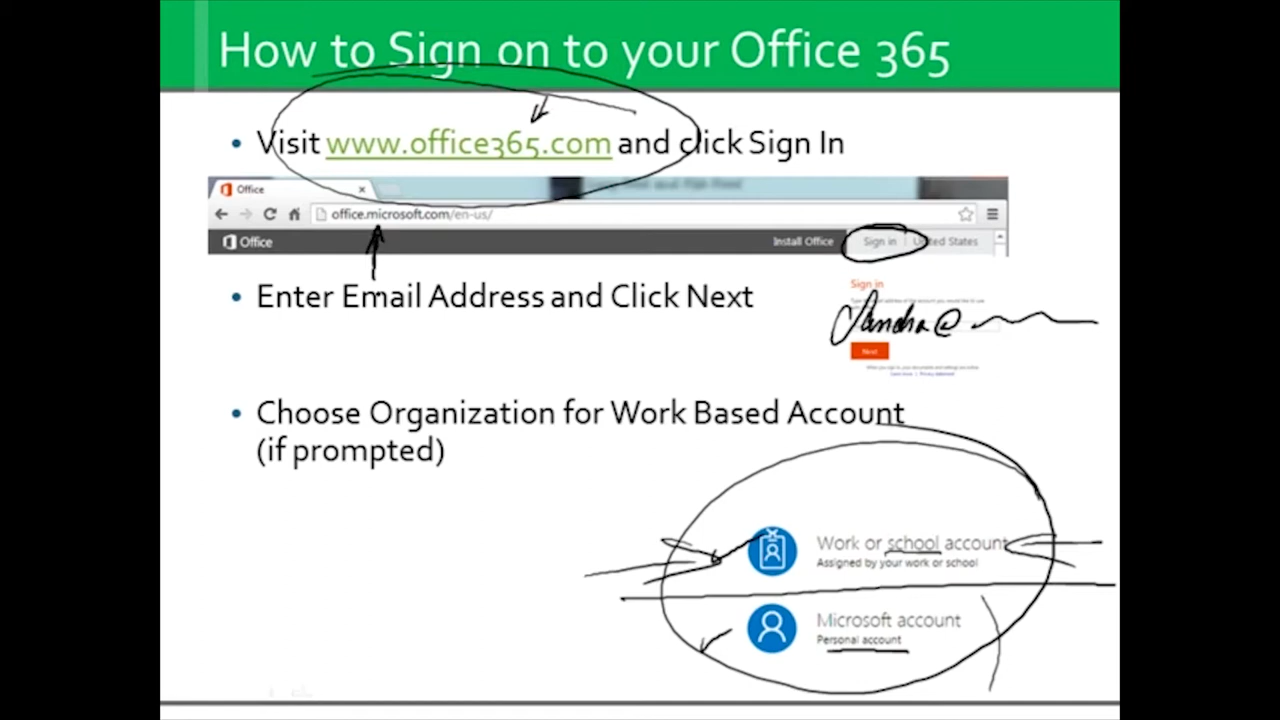 How to Sign on to your Office 365
• Visit www.office365.com and click Sign In
Office
office.microsoft.com/en-us/
Office Install Office Sign in | United States
• Enter Email Address and Click Next
Sign in
Sandra@
Next
• Choose Organization for Work Based Account
(if prompted)
Work or school account
Assigned by your work or school
Microsoft account
Personal account